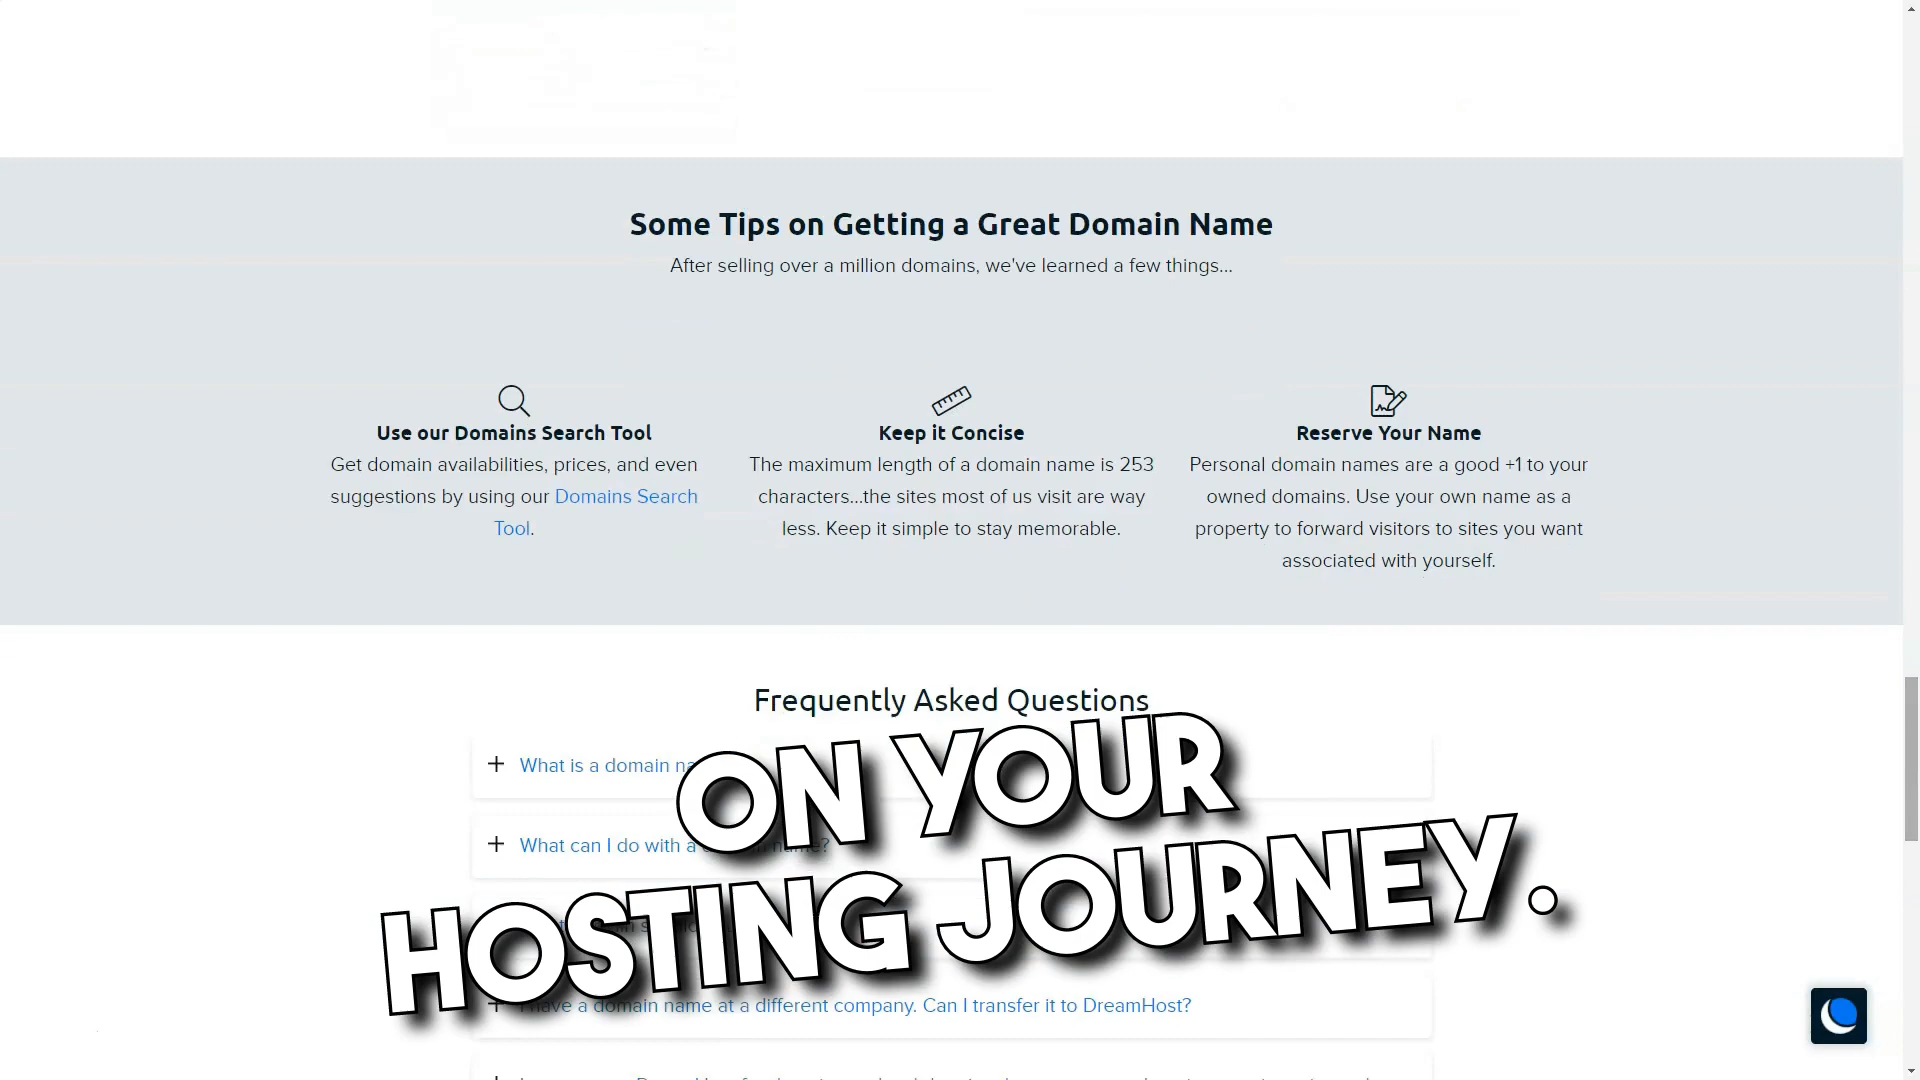 Some Tips on Getting a Great Domain Name
After selling over a million domains, we've learned a few things...
Use our Domains Search Tool
Get domain availabilities, prices, and even
suggestions by using our Domains Search
Tool.
Keep it Concise
The maximum length of a domain name is 253
characters...the sites most of us visit are way
less. Keep it simple to stay memorable.
Reserve Your Name
Personal domain names are a good +1 to your
owned domains. Use your own name as a
property to forward visitors to sites you want
associated with yourself.
Frequently Asked Questions
What is a domain
What can I do with a domain name?
ON YOUR
HOSTING JOURNEY.
I have a domain name at a different company. Can I transfer it to DreamHost?